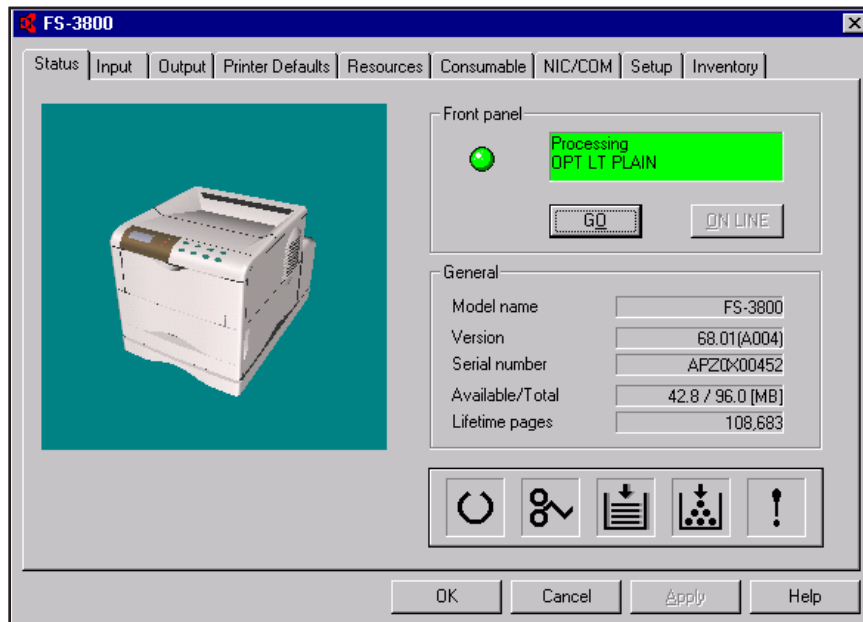 FS-3800
Status Input Output Printer Defaults Resources Consumable NIC/COM Setup Inventory
Front panel
Processing
OPT LT PLAIN
GO ON LINE
General
Model name FS-3800
Version 68.01(A004)
Serial number APZ0X00452
Available/Total 42.8 / 96.0 [MB]
Lifetime pages 108,683
OK Cancel Apply Help